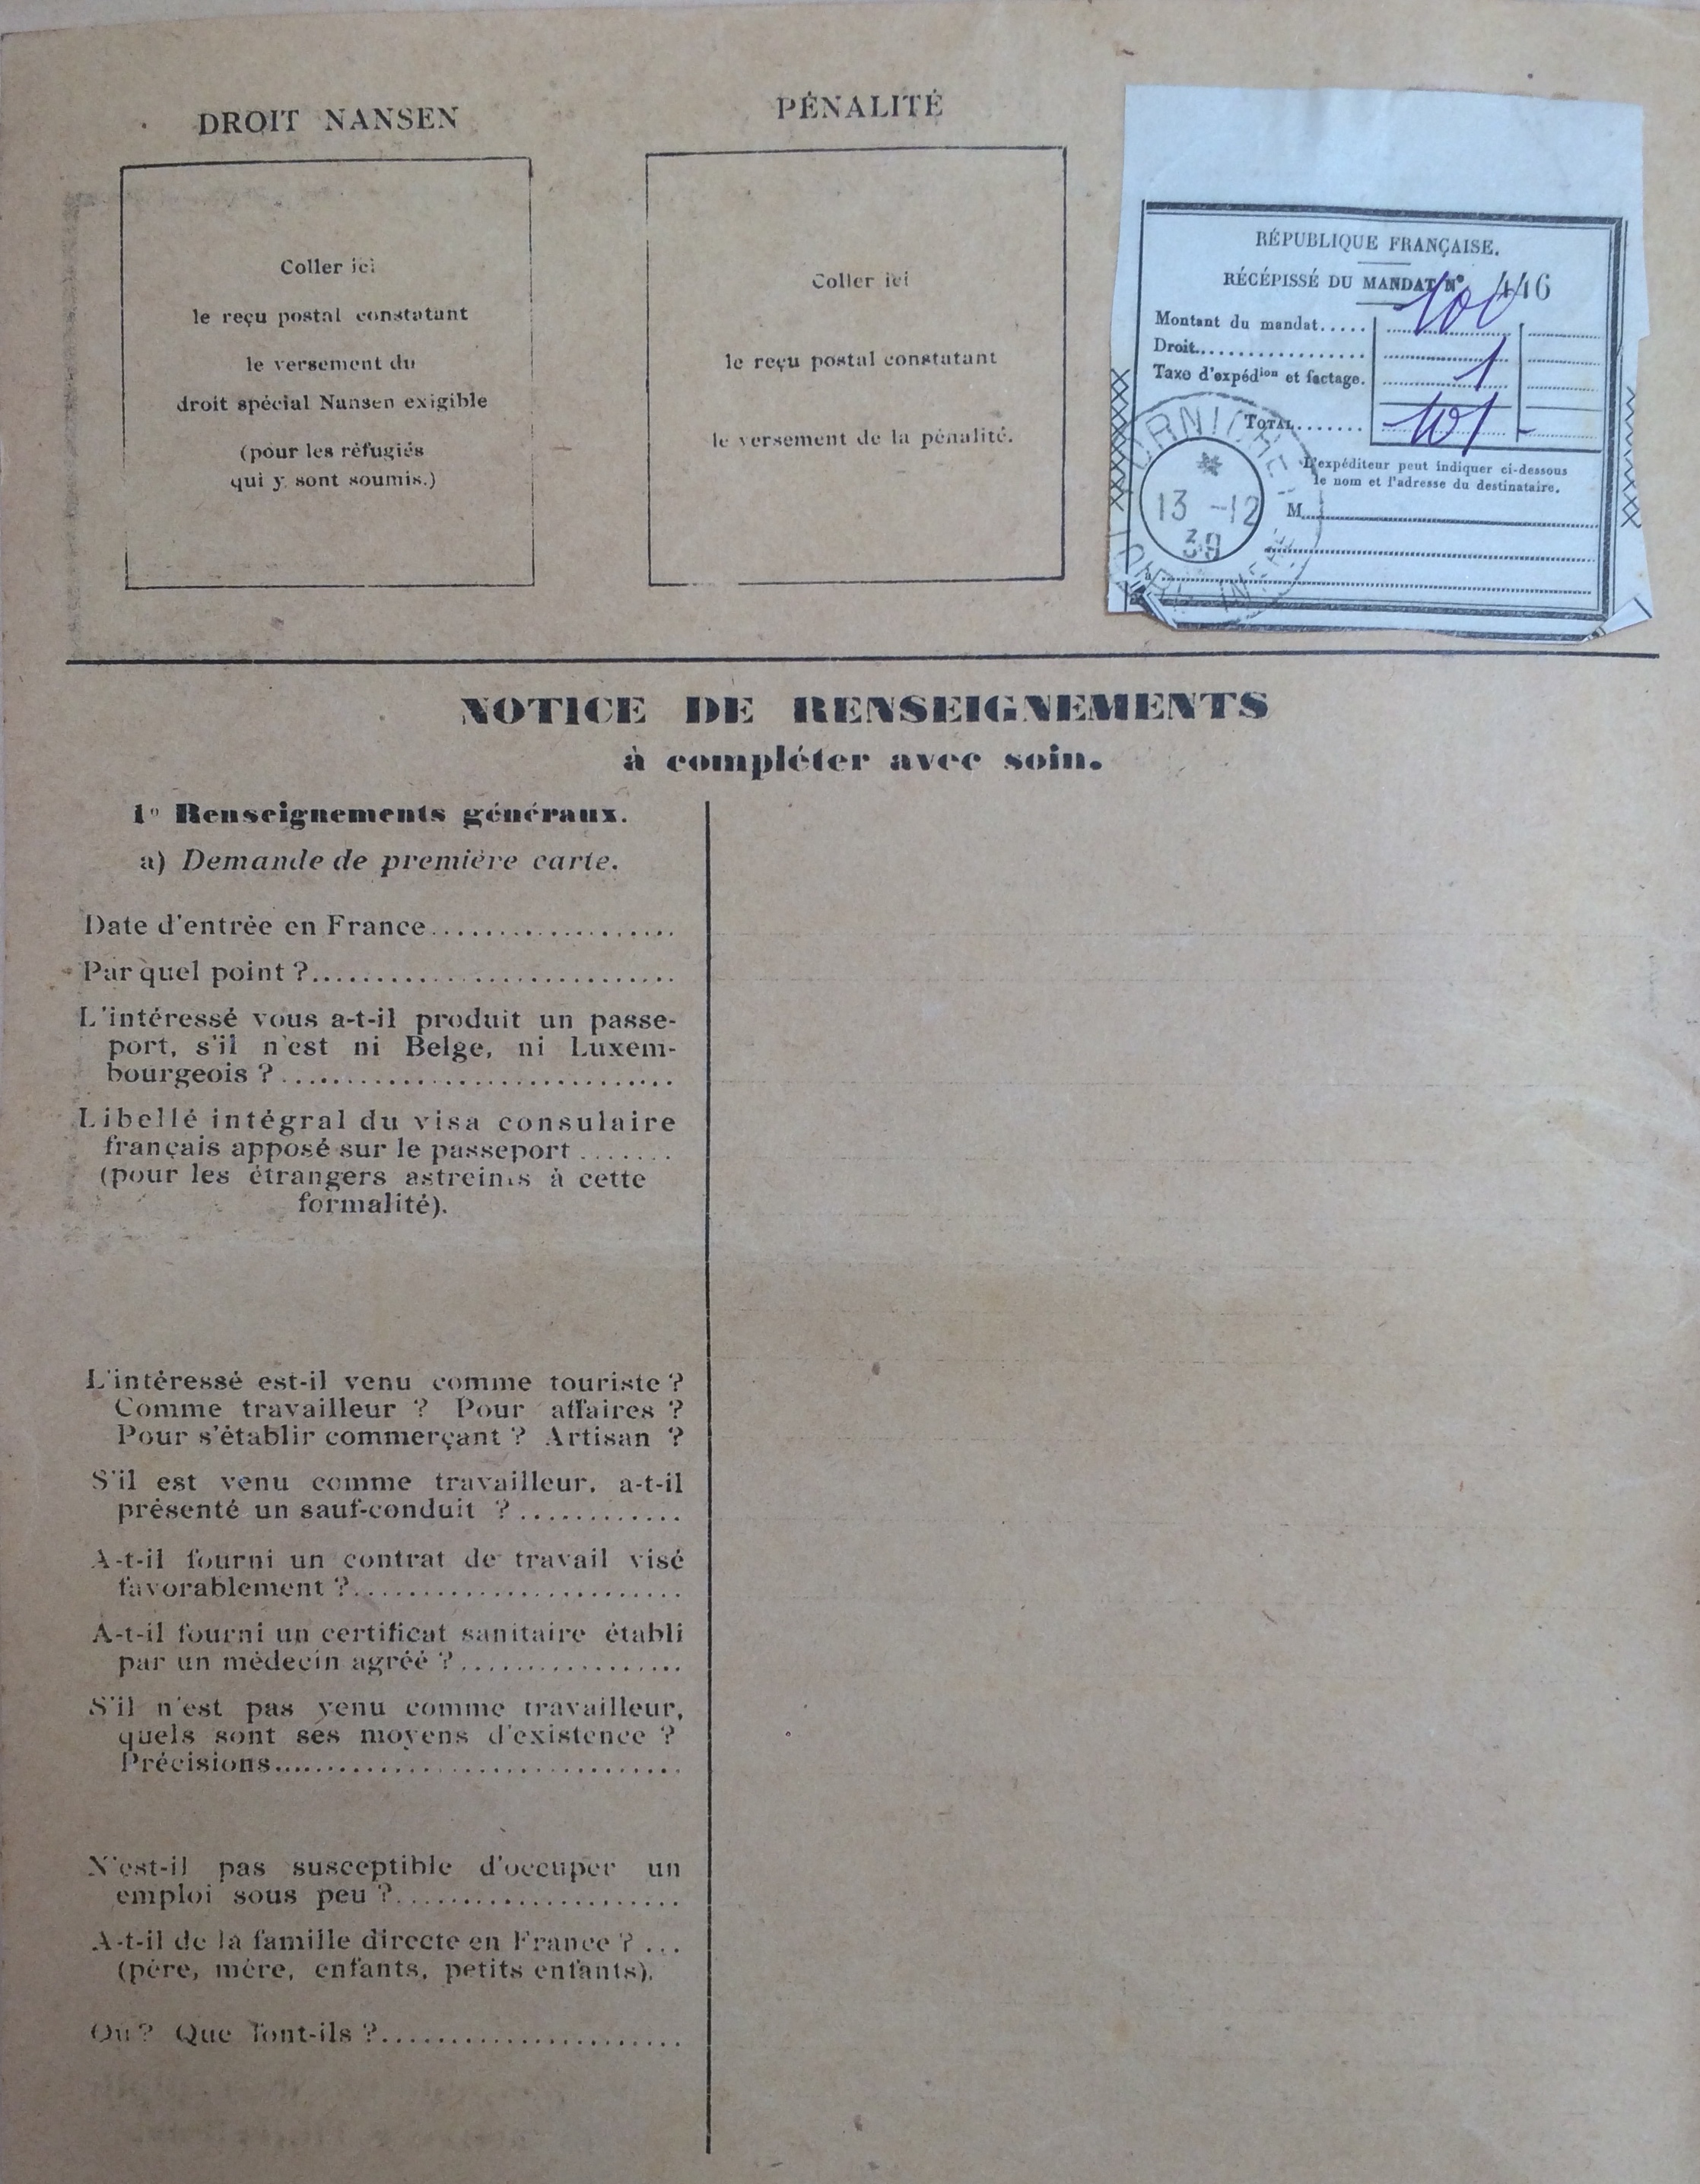 DROIT NANSEN
Coller ici
le reçu postal constatant
le versement du
droit spécial Nansen exigible
(pour les réfugiés
qui y sont soumis.)
PÉNALITÉ
Coller ici
le reçu postal constatant
le versement de la pénalité.
RÉPUBLIQUE FRANÇAISE.
RÉCÉPISSÉ DU MANDAT N° 446
Montant du mandat..... 100
Droit................. 1
Taxe d'expédion et factage.
TOTAL....... 101 -
L'expéditeur peut indiquer ci-dessous
le nom et l'adresse du destinataire.
M
à
13 -12
39
NOTICE DE RENSEIGNEMENTS
à compléter avec soin.
1° Renseignements généraux.
a) Demande de première carte.
Date d'entrée en France...................
Par quel point ?............................
L'intéressé vous a-t-il produit un passe-
port, s'il n'est ni Belge, ni Luxem-
bourgeois ?..............................
Libellé intégral du visa consulaire
français apposé sur le passeport .......
(pour les étrangers astreints à cette
formalité).
L'intéressé est-il venu comme touriste ?
Comme travailleur ? Pour affaires ?
Pour s'établir commerçant ? Artisan ?
S'il est venu comme travailleur, a-t-il
présenté un sauf-conduit ?............
A-t-il fourni un contrat de travail visé
favorablement ?.........................
A-t-il fourni un certificat sanitaire établi
par un médecin agréé ?.................
S'il n'est pas venu comme travailleur,
quels sont ses moyens d'existence ?
Précisions...............................
N'est-il pas susceptible d'occuper un
emploi sous peu ?......................
A-t-il de la famille directe en France ? ...
(père, mère, enfants, petits enfants).
Où ? Que font-ils ?.......................